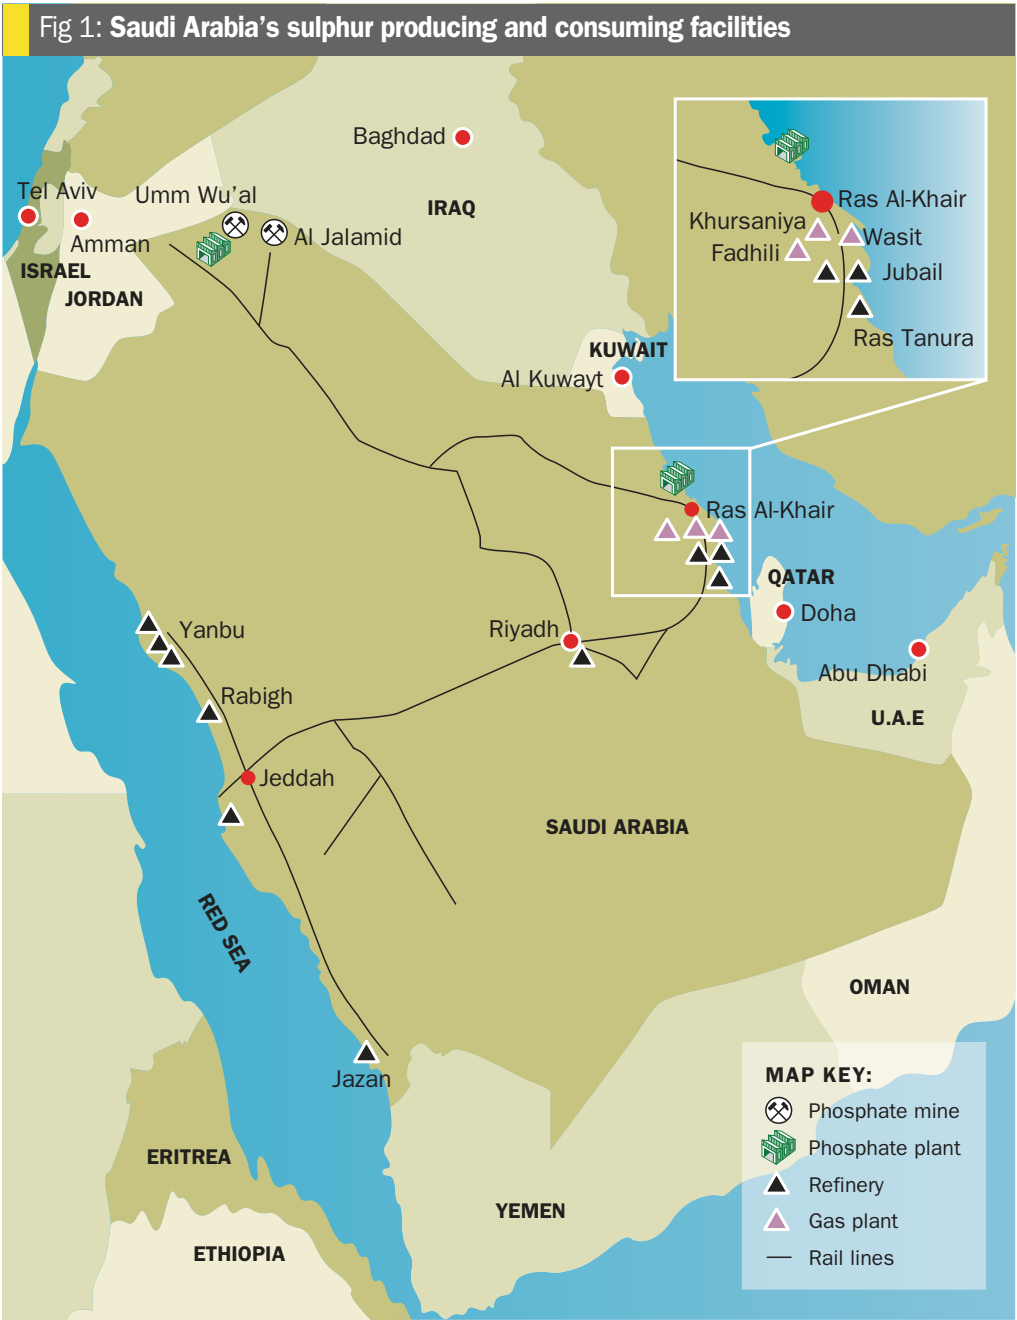 Fig 1: Saudi Arabia's sulphur producing and consuming facilities
Baghdad
Tel Aviv
Umm Wu'al
IRAQ
Amman
Al Jalamid
ISRAEL
JORDAN
KUWAIT
Al Kuwayt
Ras Al-Khair
Khursaniya
Wasit
Fadhili
Jubail
Ras Tanura
Ras Al-Khair
QATAR
Doha
Yanbu
Riyadh
Abu Dhabi
Rabigh
U.A.E
Jeddah
SAUDI ARABIA
RED SEA
OMAN
Jazan
ERITREA
YEMEN
ETHIOPIA
MAP KEY:
Phosphate mine
Phosphate plant
Refinery
Gas plant
Rail lines